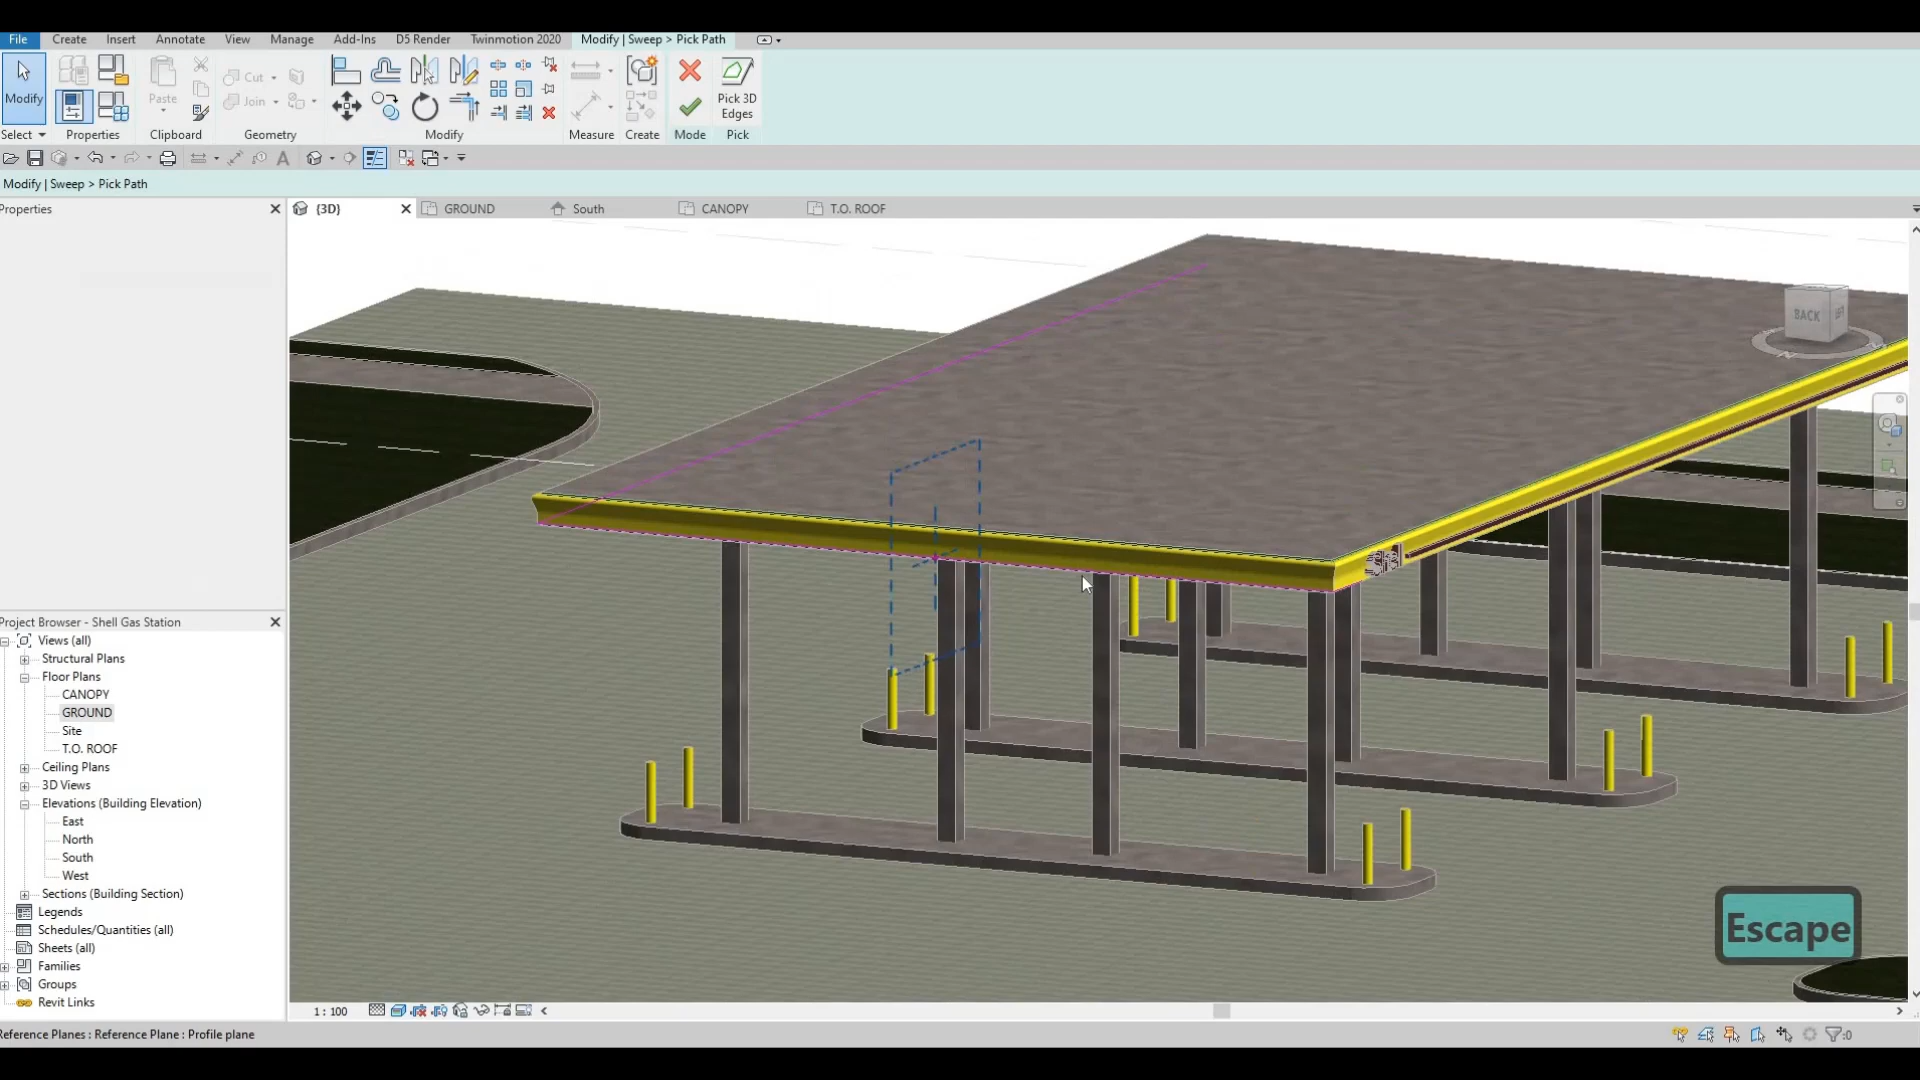 File Create Insert Annotate View Manage Add-Ins D5 Render Twinmotion 2020 Modify | Sweep > Pick Path
Modify Paste Cut Join Pick 3D Edges
Select Properties Clipboard Geometry Modify Measure Create Mode Pick
Modify | Sweep > Pick Path
Properties
{3D} GROUND South CANOPY T.O. ROOF
BACK
Project Browser - Shell Gas Station
Views (all)
Structural Plans
Floor Plans
CANOPY
GROUND
Site
T.O. ROOF
Ceiling Plans
3D Views
Elevations (Building Elevation)
East
North
South
West
Sections (Building Section)
Legends
Schedules/Quantities (all)
Sheets (all)
Families
Groups
Revit Links
Escape
1 : 100
Reference Planes : Reference Plane : Profile plane
:0